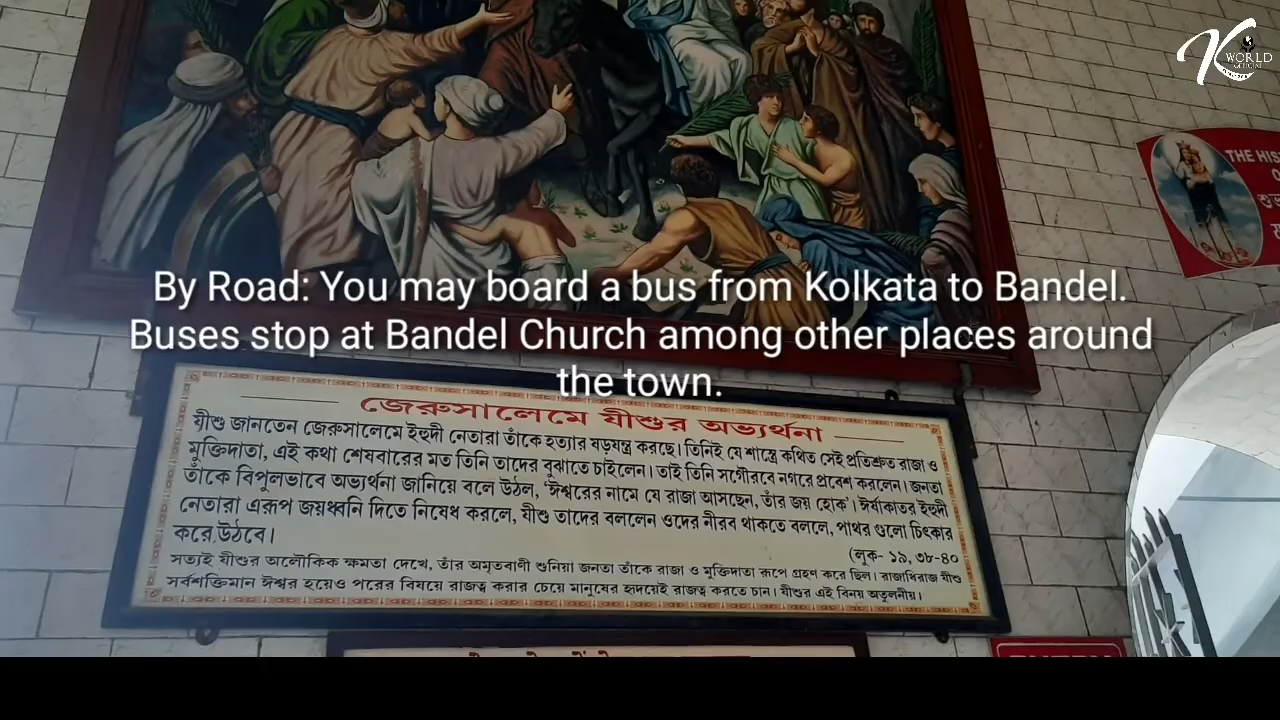 K
WORLD
THE HIS
By Road: You may board a bus from Kolkata to Bandel.
Buses stop at Bandel Church among other places around
the town.
জেরুসালেমে যীশুর অভ্যর্থনা
যীশু জানতেন জেরুসালেমে ইহুদী নেতারা তাঁকে হত্যার ষড়যন্ত্র করছে। তিনিই যে শাস্ত্রে কথিত সেই প্রতিশ্রুত রাজা ও
মুক্তিদাতা, এই কথা শেষবারের মত তিনি তাদের বুঝাতে চাইলেন। তাই তিনি সগৌরবে নগরে প্রবেশ করলেন। জনতা
তাঁকে বিপুলভাবে অভ্যর্থনা জানিয়ে বলে উঠল, 'ঈশ্বরের নামে যে রাজা আসছেন, তাঁর জয় হোক'। ঈর্ষাকাতর ইহুদী
নেতারা এরূপ জয়ধ্বনি দিতে নিষেধ করলে, যীশু তাদের বললেন ওদের নীরব থাকতে বললে, পাথর গুলো চিৎকার
করে উঠবে।
(লূক- ১৯, ৩৮-৪০
সত্যই যীশুর অলৌকিক ক্ষমতা দেখে, তাঁর অমৃতবাণী শুনিয়া জনতা তাঁকে রাজা ও মুক্তিদাতা রূপে গ্রহণ করে ছিল। রাজাধিরাজ যীশু
সর্বশক্তিমান ঈশ্বর হয়েও পরের বিষয়ে রাজত্ব করার চেয়ে মানুষের হৃদয়েই রাজত্ব করতে চান। যীশুর এই বিনয় অতুলনীয়।